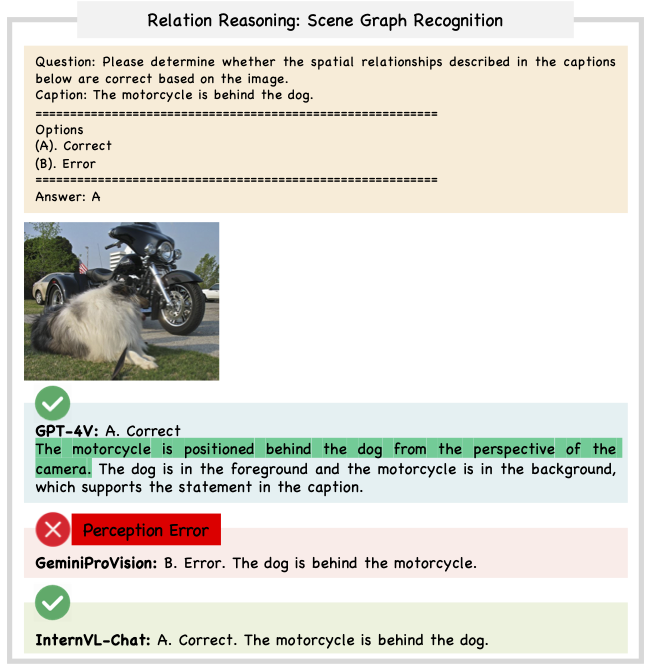 Relation Reasoning: Scene Graph Recognition
Question: Please determine whether the spatial relationships described in the captions
below are correct based on the image.
Caption: The motorcycle is behind the dog.
==========================================================
Options
(A). Correct
(B). Error
==========================================================
Answer: A
GPT-4V: A. Correct
The motorcycle is positioned behind the dog from the perspective of the
camera. The dog is in the foreground and the motorcycle is in the background,
which supports the statement in the caption.
Perception Error
GeminiProVision: B. Error. The dog is behind the motorcycle.
InternVL-Chat: A. Correct. The motorcycle is behind the dog.